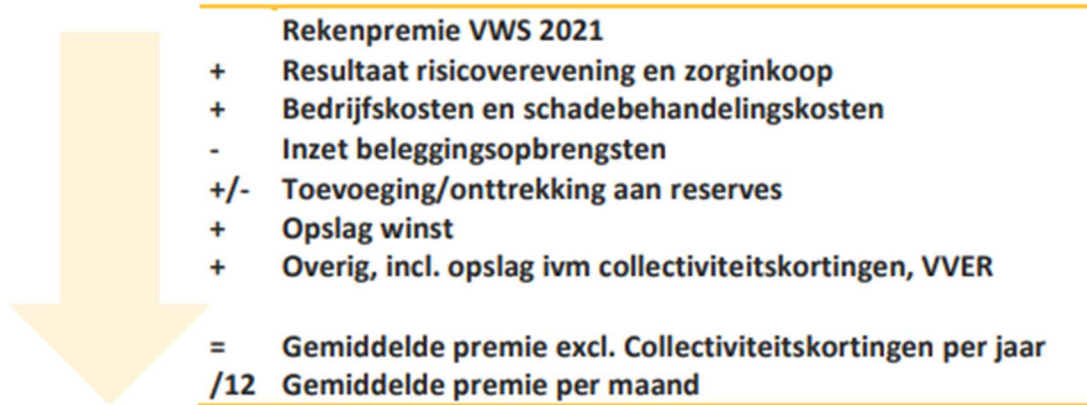 Rekenpremie VWS 2021
+ Resultaat risicoverevening en zorginkoop
+ Bedrijfskosten en schadebehandelingskosten
- Inzet beleggingsopbrengsten
+/- Toevoeging/onttrekking aan reserves
+ Opslag winst
+ Overig, incl. opslag ivm collectiviteitskortingen, VVER
= Gemiddelde premie excl. Collectiviteitskortingen per jaar
/12 Gemiddelde premie per maand